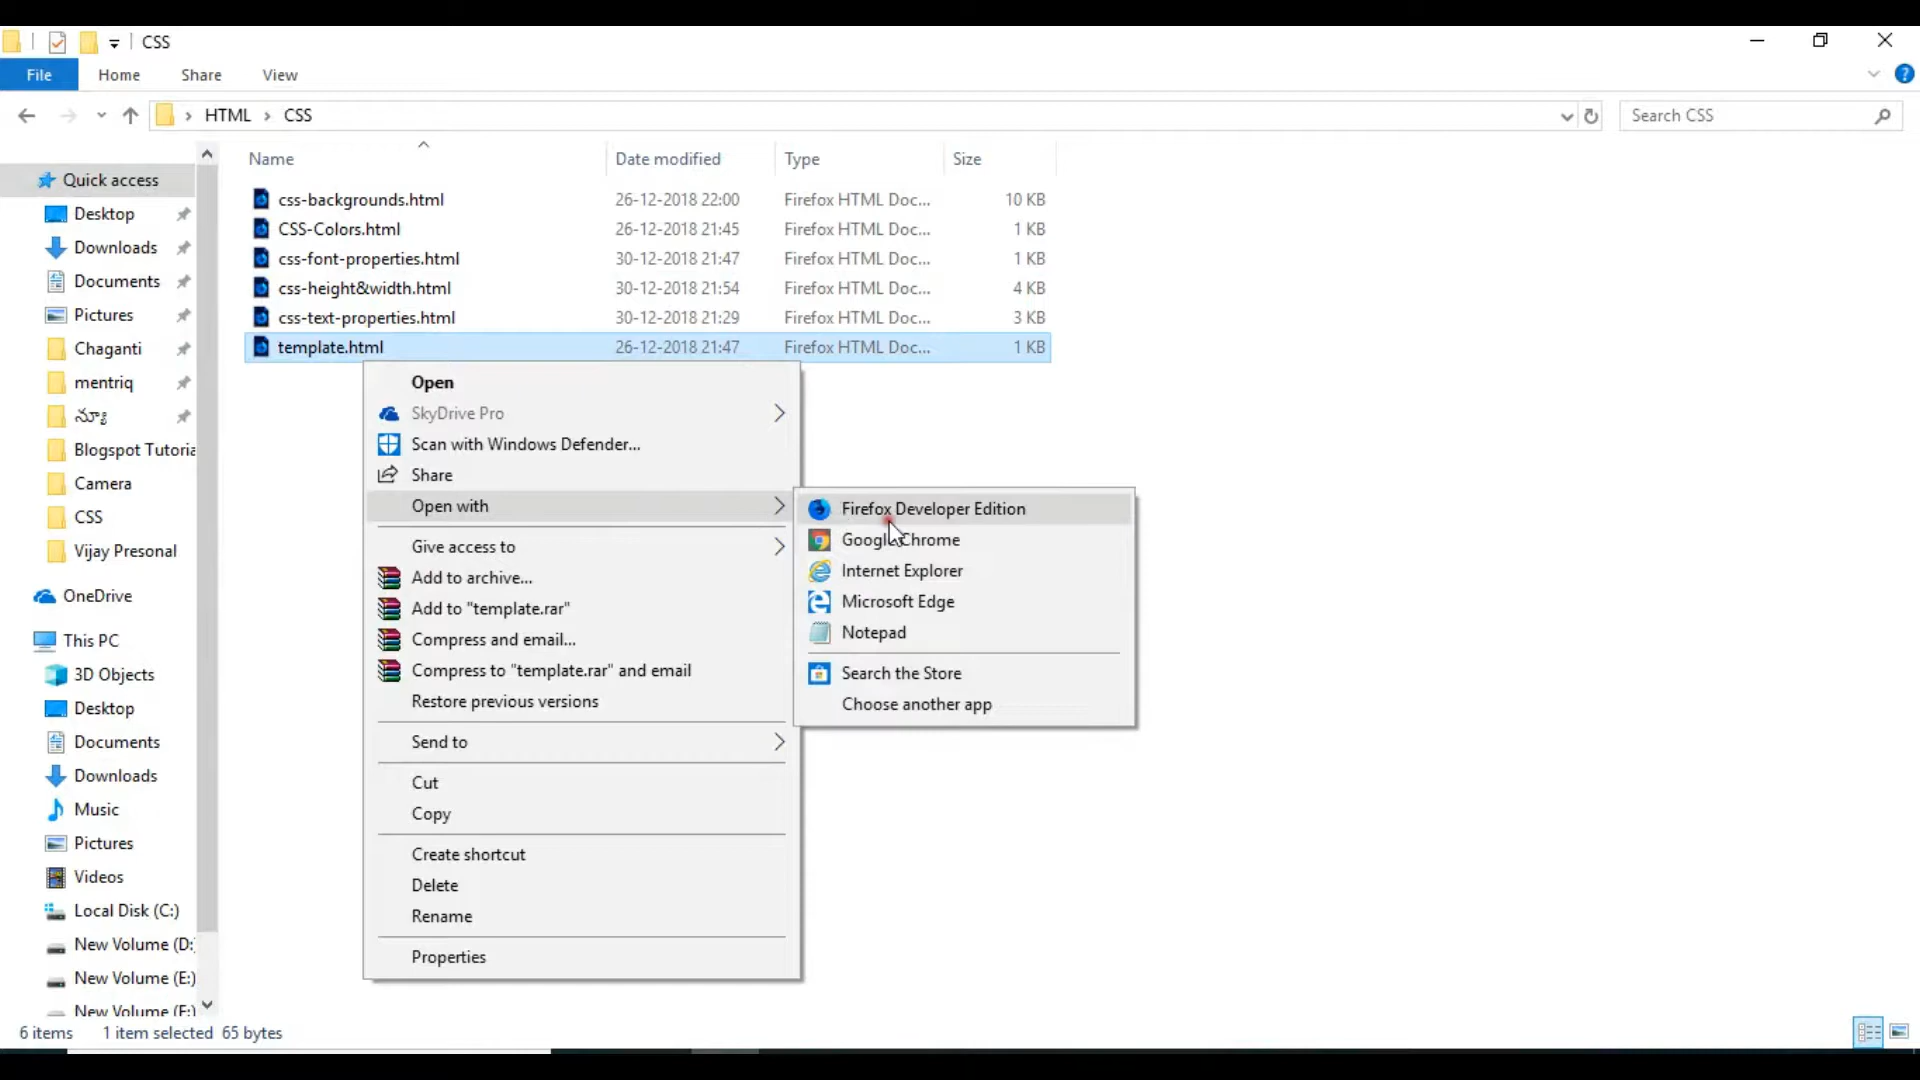 CSS
File Home Share View
HTML > CSS
Search CSS
Name Date modified Type Size
Quick access
Desktop
Downloads
Documents
Pictures
Chaganti
mentriq
Blogspot Tutoria
Camera
CSS
Vijay Presonal
OneDrive
This PC
3D Objects
Desktop
Documents
Downloads
Music
Pictures
Videos
Local Disk (C:)
New Volume (D:)
New Volume (E:)
New Volume (F:)
css-backgrounds.html 26-12-2018 22:00 Firefox HTML Doc... 10 KB
CSS-Colors.html 26-12-2018 21:45 Firefox HTML Doc... 1 KB
css-font-properties.html 30-12-2018 21:47 Firefox HTML Doc... 1 KB
css-height&width.html 30-12-2018 21:54 Firefox HTML Doc... 4 KB
css-text-properties.html 30-12-2018 21:29 Firefox HTML Doc... 3 KB
template.html 26-12-2018 21:47 Firefox HTML Doc... 1 KB
Open
SkyDrive Pro
Scan with Windows Defender...
Share
Open with
Give access to
Add to archive...
Add to "template.rar"
Compress and email...
Compress to "template.rar" and email
Restore previous versions
Send to
Cut
Copy
Create shortcut
Delete
Rename
Properties
Firefox Developer Edition
Google Chrome
Internet Explorer
Microsoft Edge
Notepad
Search the Store
Choose another app
6 items 1 item selected 65 bytes